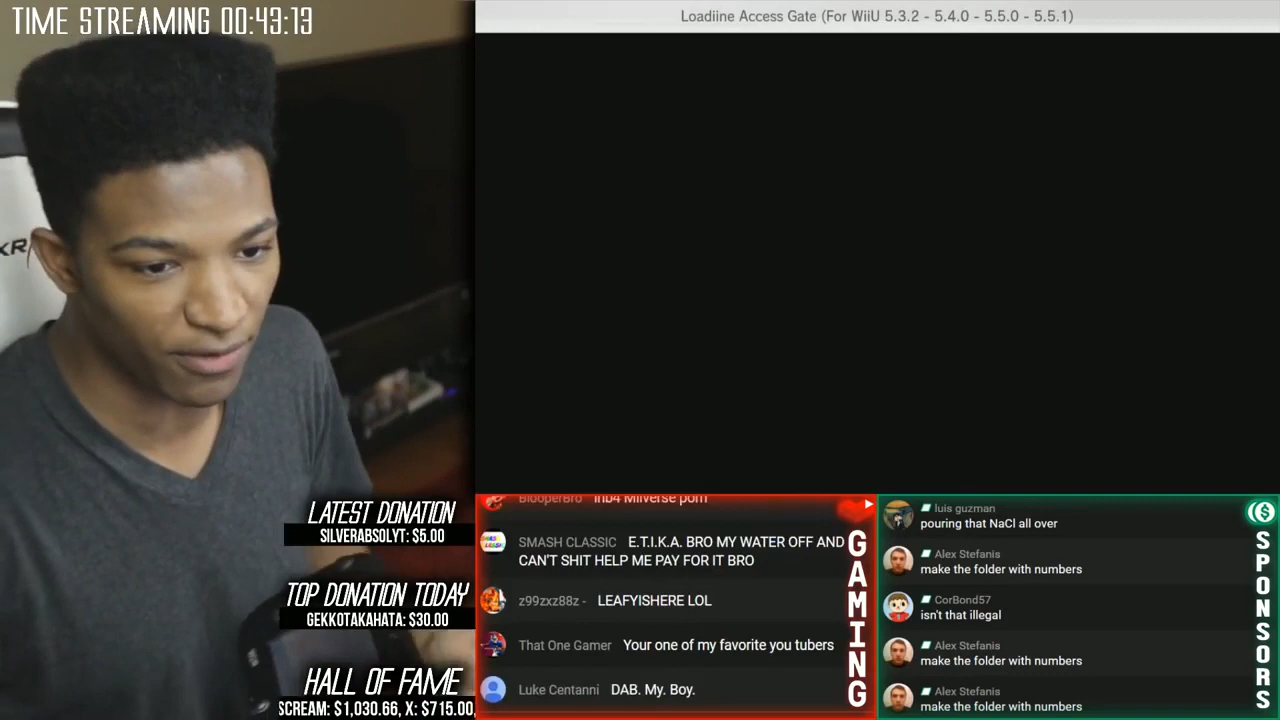 TIME STREAMING 00:43:13
XR
LATEST DONATION
SILVERABSOLYT: $5.00
TOP DONATION TODAY
GEKKOTAKAHATA: $30.00
HALL OF FAME
SCREAM: $1,030.66, X: $715.00,
Loadiine Access Gate (For WiiU 5.3.2 - 5.4.0 - 5.5.0 - 5.5.1)
BlooperBro Inb4 Miiverse porn
SMASH CLASSIC E.T.I.K.A. BRO MY WATER OFF AND
CAN'T SHIT HELP ME PAY FOR IT BRO
z99zxz88z - LEAFYISHERE LOL
That One Gamer Your one of my favorite you tubers
Luke Centanni DAB. My. Boy.
GAMING
luis guzman
pouring that NaCl all over
Alex Stefanis
make the folder with numbers
CorBond57
isn't that illegal
Alex Stefanis
make the folder with numbers
Alex Stefanis
make the folder with numbers
SPONSORS